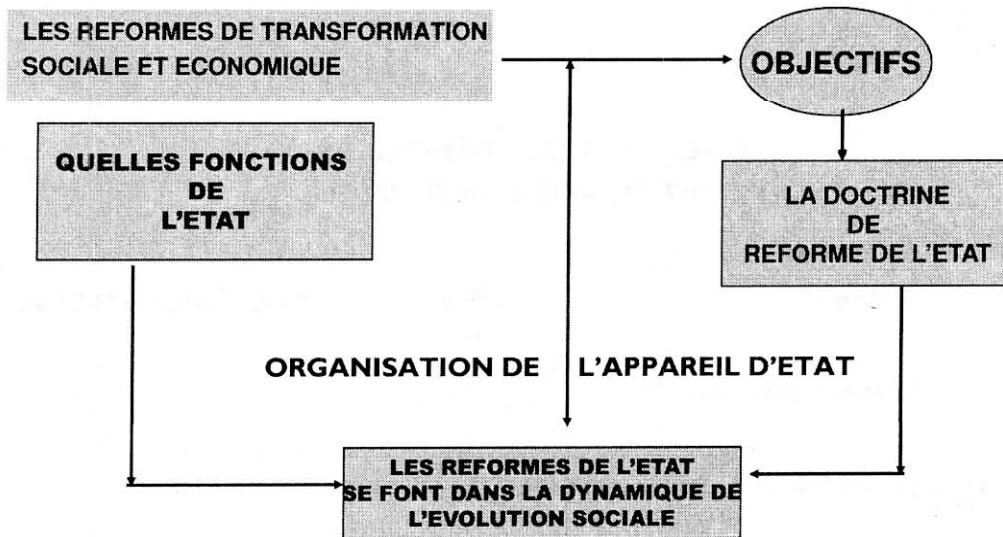 LES REFORMES DE TRANSFORMATION
SOCIALE ET ECONOMIQUE
OBJECTIFS
QUELLES FONCTIONS
DE
L'ETAT
LA DOCTRINE
DE
REFORME DE L'ETAT
ORGANISATION DE L'APPAREIL D'ETAT
LES REFORMES DE L'ETAT
SE FONT DANS LA DYNAMIQUE DE
L'EVOLUTION SOCIALE